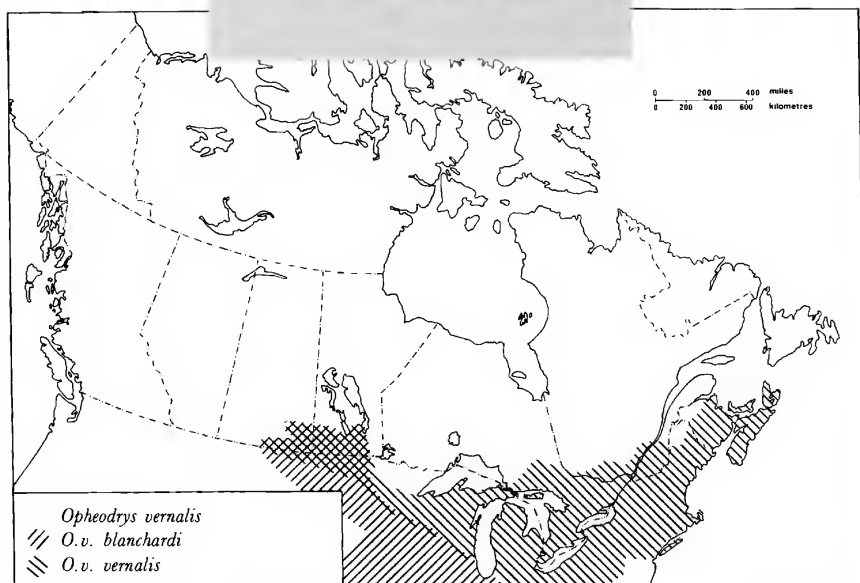 0 200 400 miles
0 200 400 600 kilometres
Opheodrys vernalis
O.v. blanchardi
O.v. vernalis